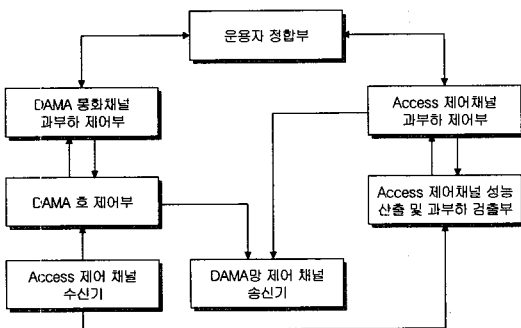 운용자 정합부
DAMA 통화채널
과부하 제어부
Access 제어채널
과부하 제어부
DAMA 호 제어부
Access 제어채널 성능
산출 및 과부하 검출부
Access 제어 채널
수신기
DAMA망 제어 채널
송신기